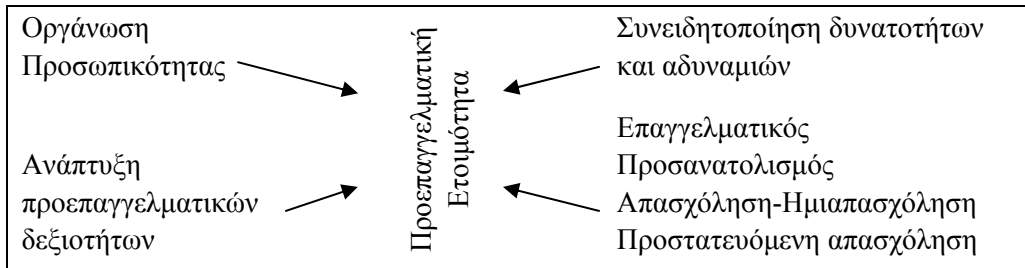 Οργάνωση
Προσωπικότητας
Ανάπτυξη
προεπαγγελματικών
δεξιοτήτων
Προεπαγγελματική
Ετοιμότητα
Συνειδητοποίηση δυνατοτήτων
και αδυναμιών
Επαγγελματικός
Προσανατολισμός
Απασχόληση-Ημιαπασχόληση
Προστατευόμενη απασχόληση